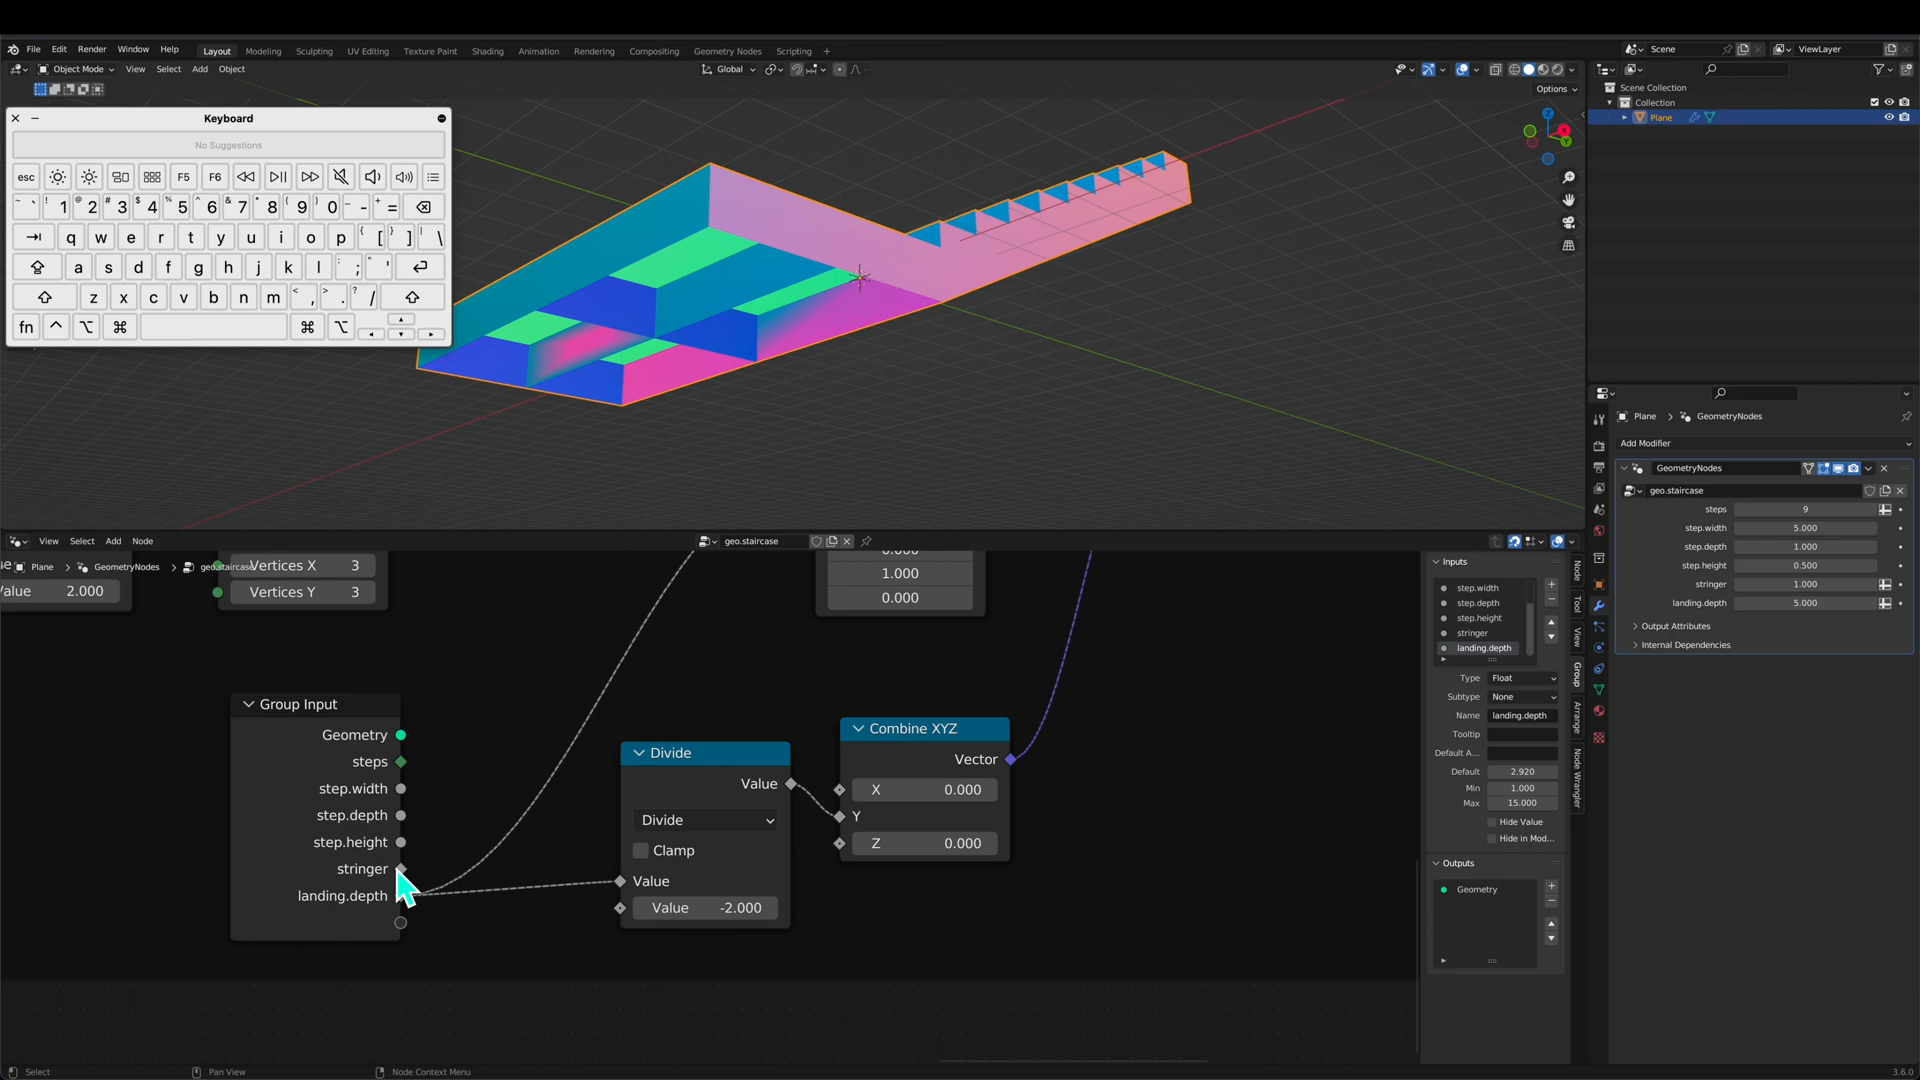 File Edit Render Window Help Layout Modeling Sculpting UV Editing Texture Paint Shading Animation Rendering Compositing Geometry Nodes Scripting + Scene ViewLayer
Object Mode View Select Add Object Global
Options
Scene Collection
Collection
Plane
Keyboard
No Suggestions
esc F5 F6
~ ` ! 1 @ 2 # 3 $ 4 % 5 ^ 6 & 7 * 8 ( 9 ) 0 _ - + =
q w e r t y u i o p { [ } ] | \
a s d f g h j k l : ; " '
z x c v b n m < , > . ? /
fn ^ ⌥ ⌘ ⌘ ⌥
Z
X
Y
Plane > GeometryNodes
Add Modifier
GeometryNodes
geo.staircase
steps 9
step.width 5.000
step.depth 1.000
step.height 0.500
stringer 1.000
landing.depth 5.000
Output Attributes
Internal Dependencies
View Select Add Node geo.staircase
Plane > GeometryNodes > geo.staircase
Value 2.000
Vertices X 3
Vertices Y 3
0.000
1.000
0.000
Group Input
Geometry
steps
step.width
step.depth
step.height
stringer
landing.depth
Divide
Value
Divide
Clamp
Value
Value -2.000
Combine XYZ
Vector
X 0.000
Y
Z 0.000
Inputs
step.width
step.depth
step.height
stringer
landing.depth
Type Float
Subtype None
Name landing.depth
Tooltip
Default A...
Default 2.920
Min 1.000
Max 15.000
Hide Value
Hide in Mod...
Outputs
Geometry
Node
Tool
View
Group
Arrange
Node Wrangler
Select Pan View Node Context Menu 3.6.0